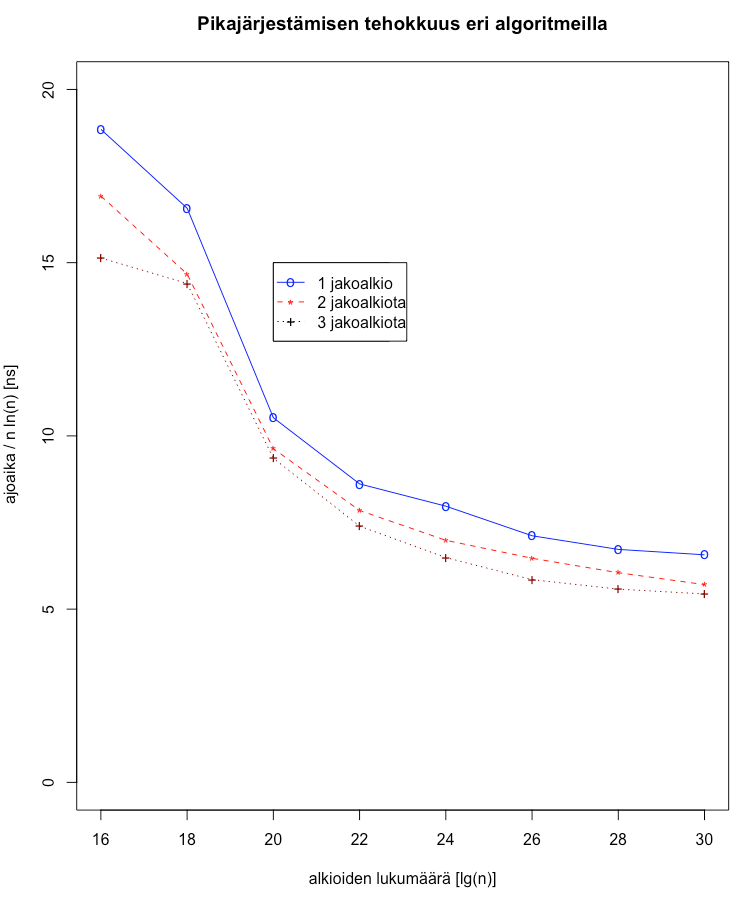 Pikajärjestämisen tehokkuus eri algoritmeilla
20
15
10
5
0
ajoaika / n ln(n) [ns]
1 jakoalkio
2 jakoalkiota
3 jakoalkiota
16 18 20 22 24 26 28 30
alkioiden lukumäärä [lg(n)]